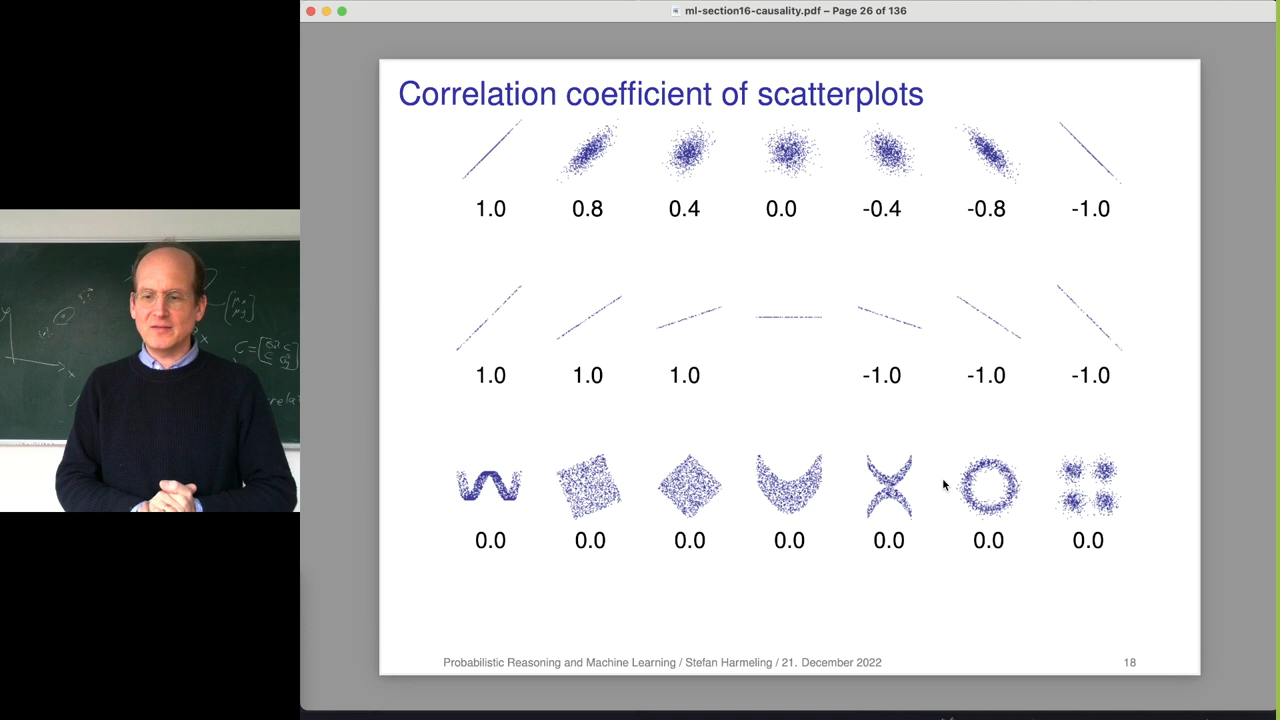 ml-section16-causality.pdf – Page 26 of 136
Correlation coefficient of scatterplots
1.0 0.8 0.4 0.0 -0.4 -0.8 -1.0
1.0 1.0 1.0 -1.0 -1.0 -1.0
0.0 0.0 0.0 0.0 0.0 0.0 0.0
Probabilistic Reasoning and Machine Learning / Stefan Harmeling / 21. December 2022 18
y
x
x
C =